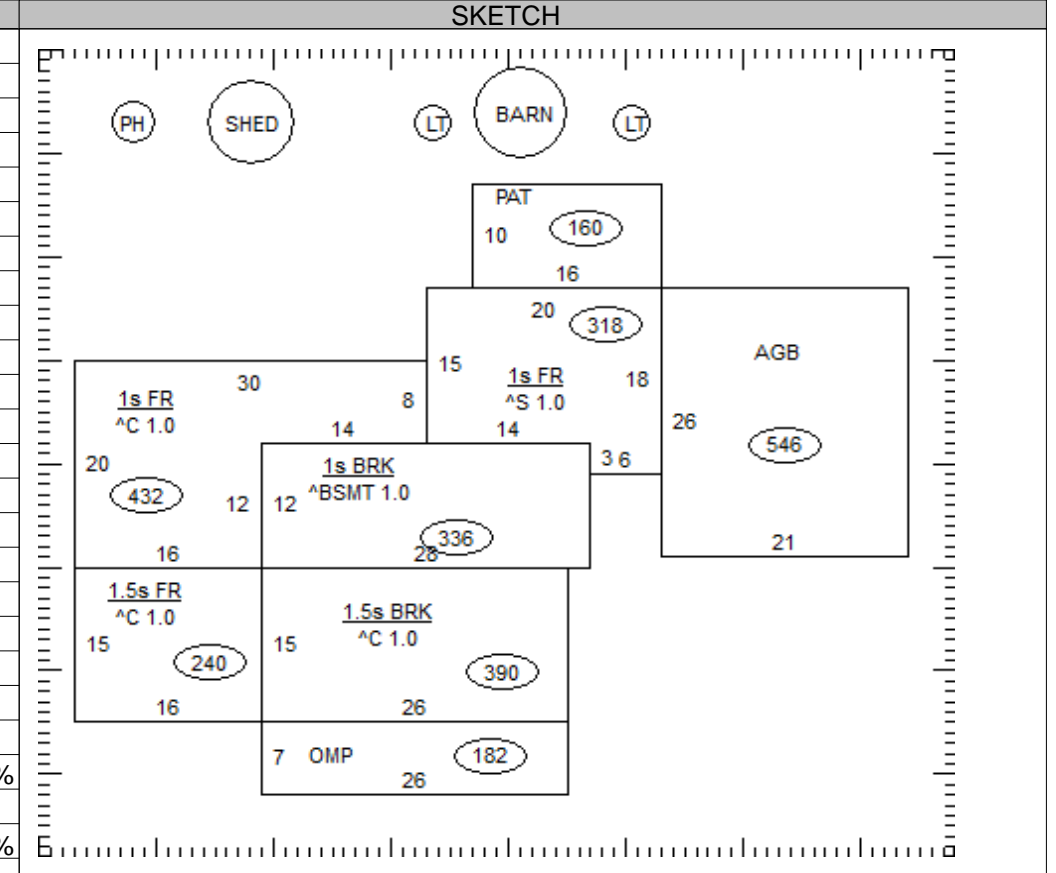 SKETCH
PH SHED LT BARN LT
PAT
10 160
16
20 318
15 1s FR 18
^S 1.0
14
3 6
AGB
26
546
21
30
1s FR 8
^C 1.0
14
20
432 12
16
1s BRK
12 ^BSMT 1.0
336
28
1.5s FR
^C 1.0
15
240
16
1.5s BRK
15 ^C 1.0
390
26
7 OMP 182
26
%
%